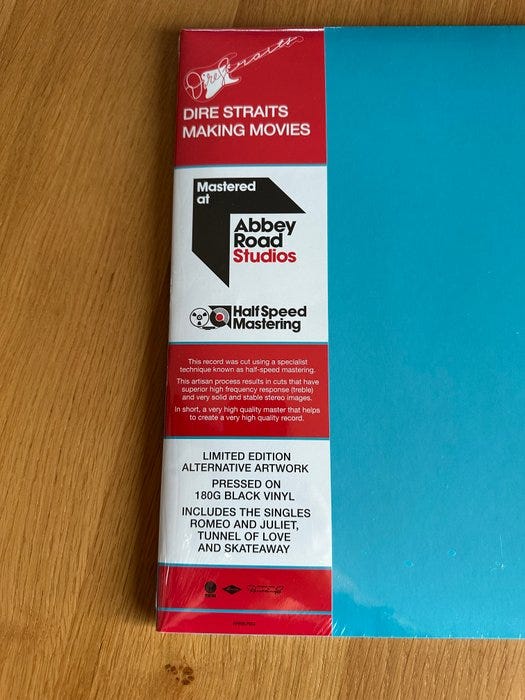 Dire Straits
DIRE STRAITS
MAKING MOVIES
Mastered
at
Abbey
Road
Studios
Half Speed
Mastering
This record was cut using a specialist
technique known as half-speed mastering.
This artisan process results in cuts that have
superior high frequency response (treble)
and very solid and stable stereo images.
In short, a very high quality master that helps
to create a very high quality record.
LIMITED EDITION
ALTERNATIVE ARTWORK
PRESSED ON
180G BLACK VINYL
INCLUDES THE SINGLES
ROMEO AND JULIET,
TUNNEL OF LOVE
AND SKATEAWAY